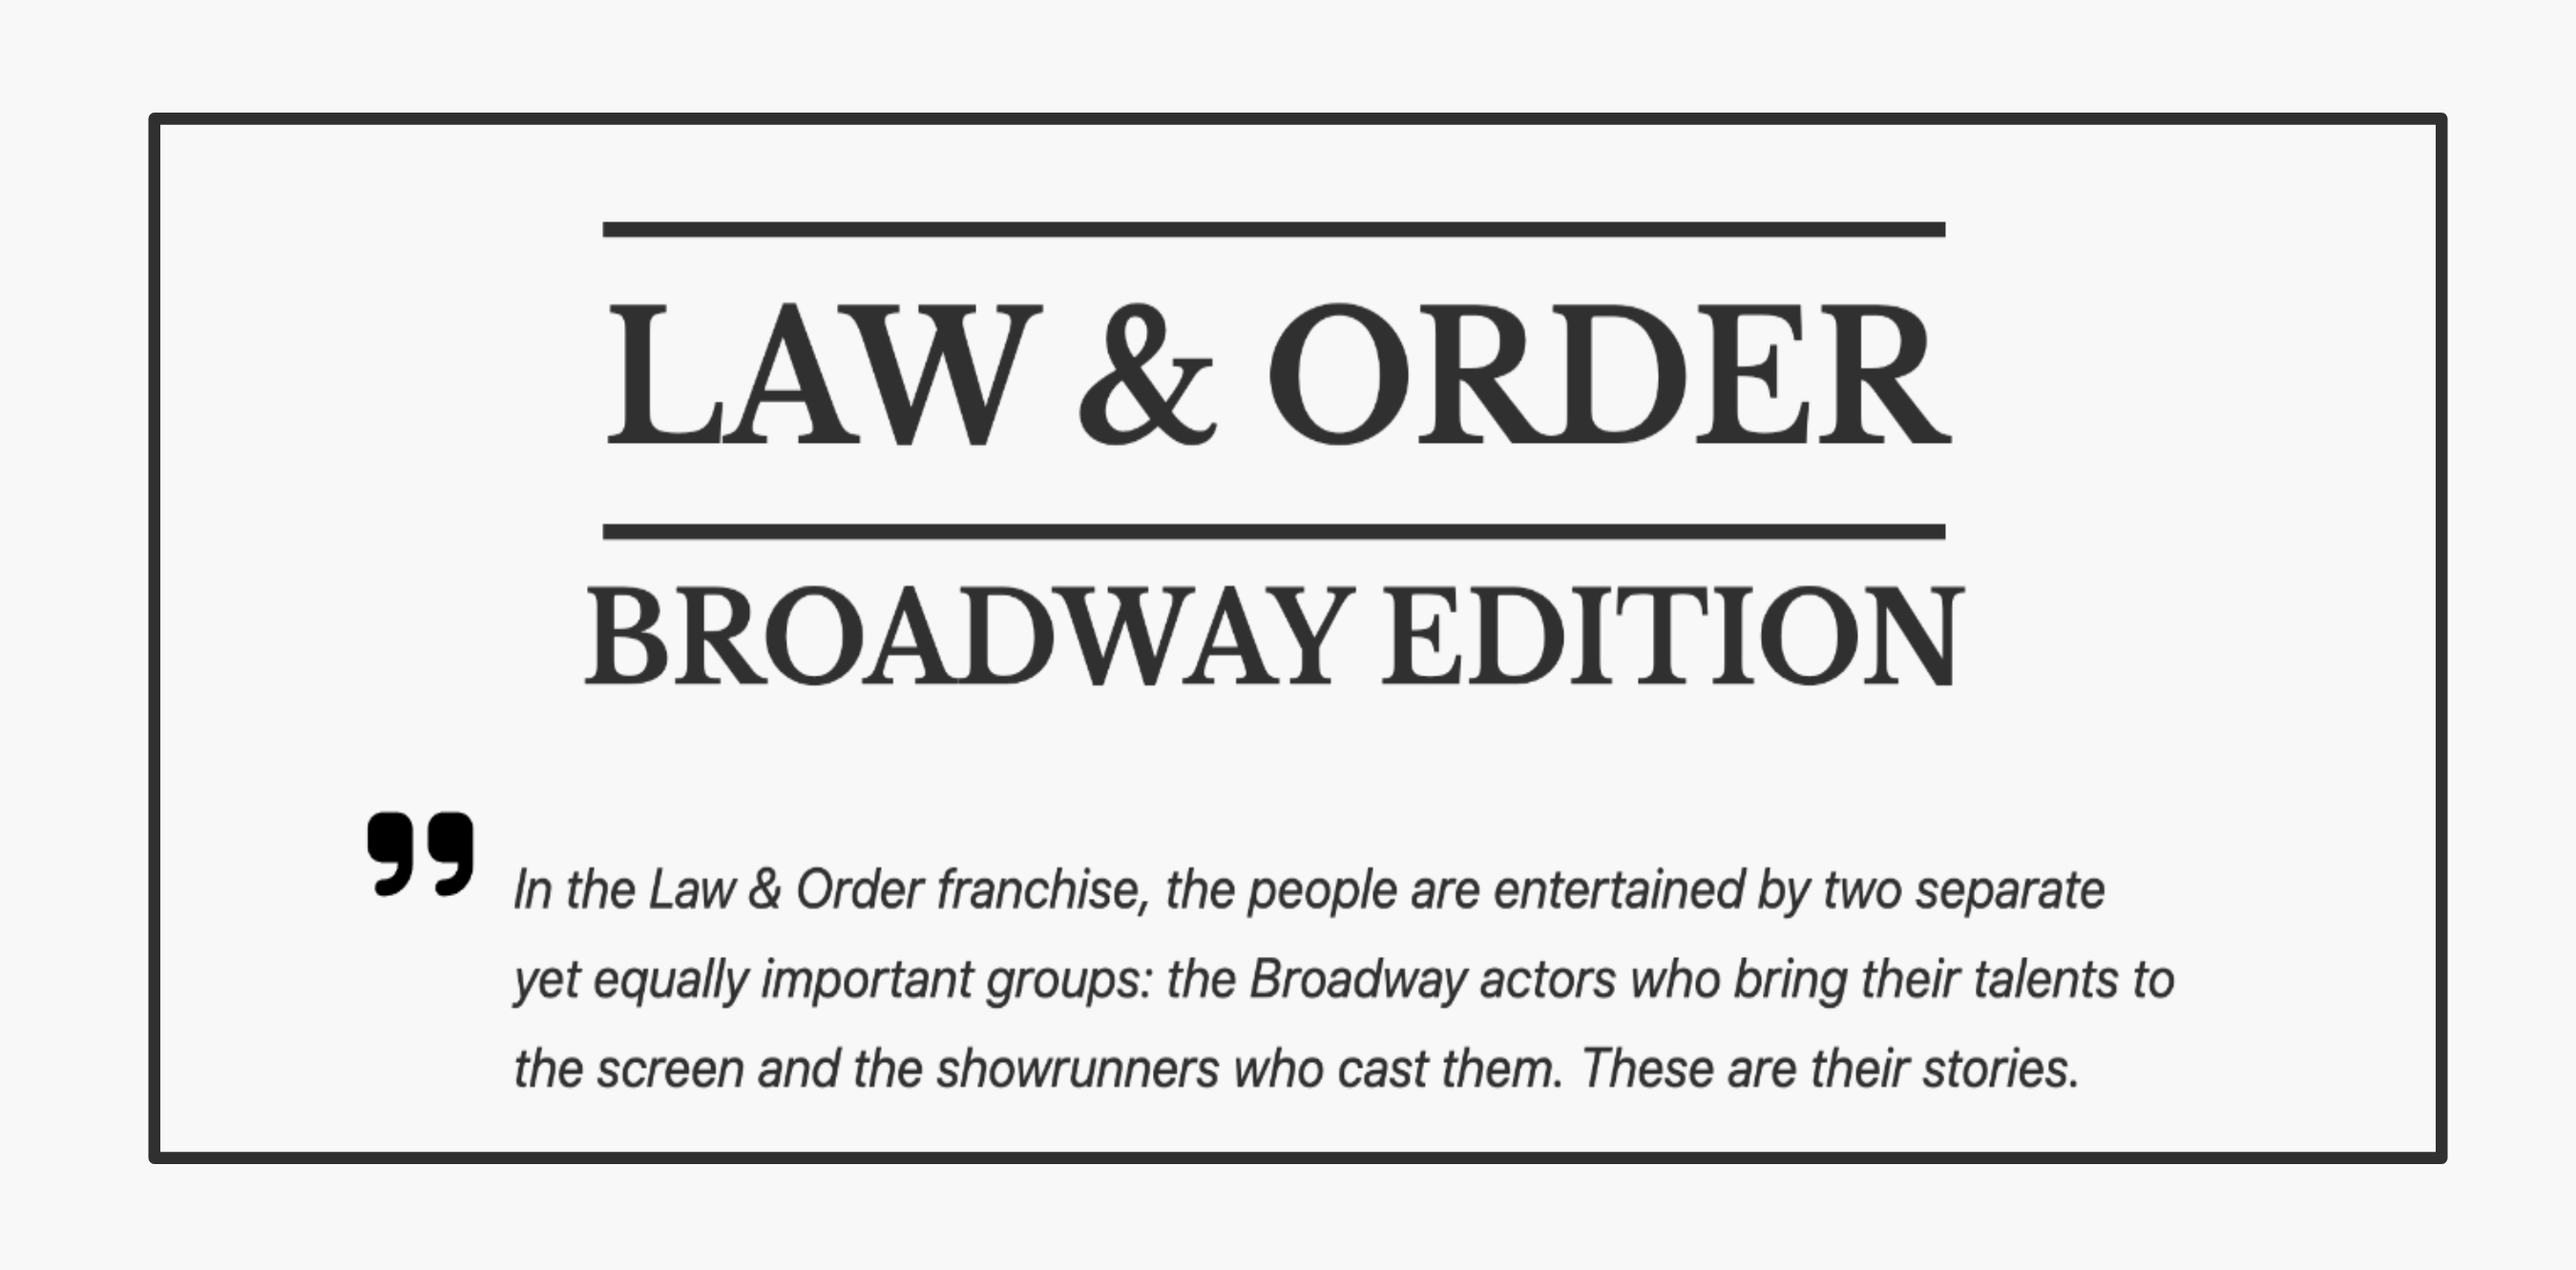 LAW & ORDER
BROADWAY EDITION
” In the Law & Order franchise, the people are entertained by two separate
yet equally important groups: the Broadway actors who bring their talents to
the screen and the showrunners who cast them. These are their stories.